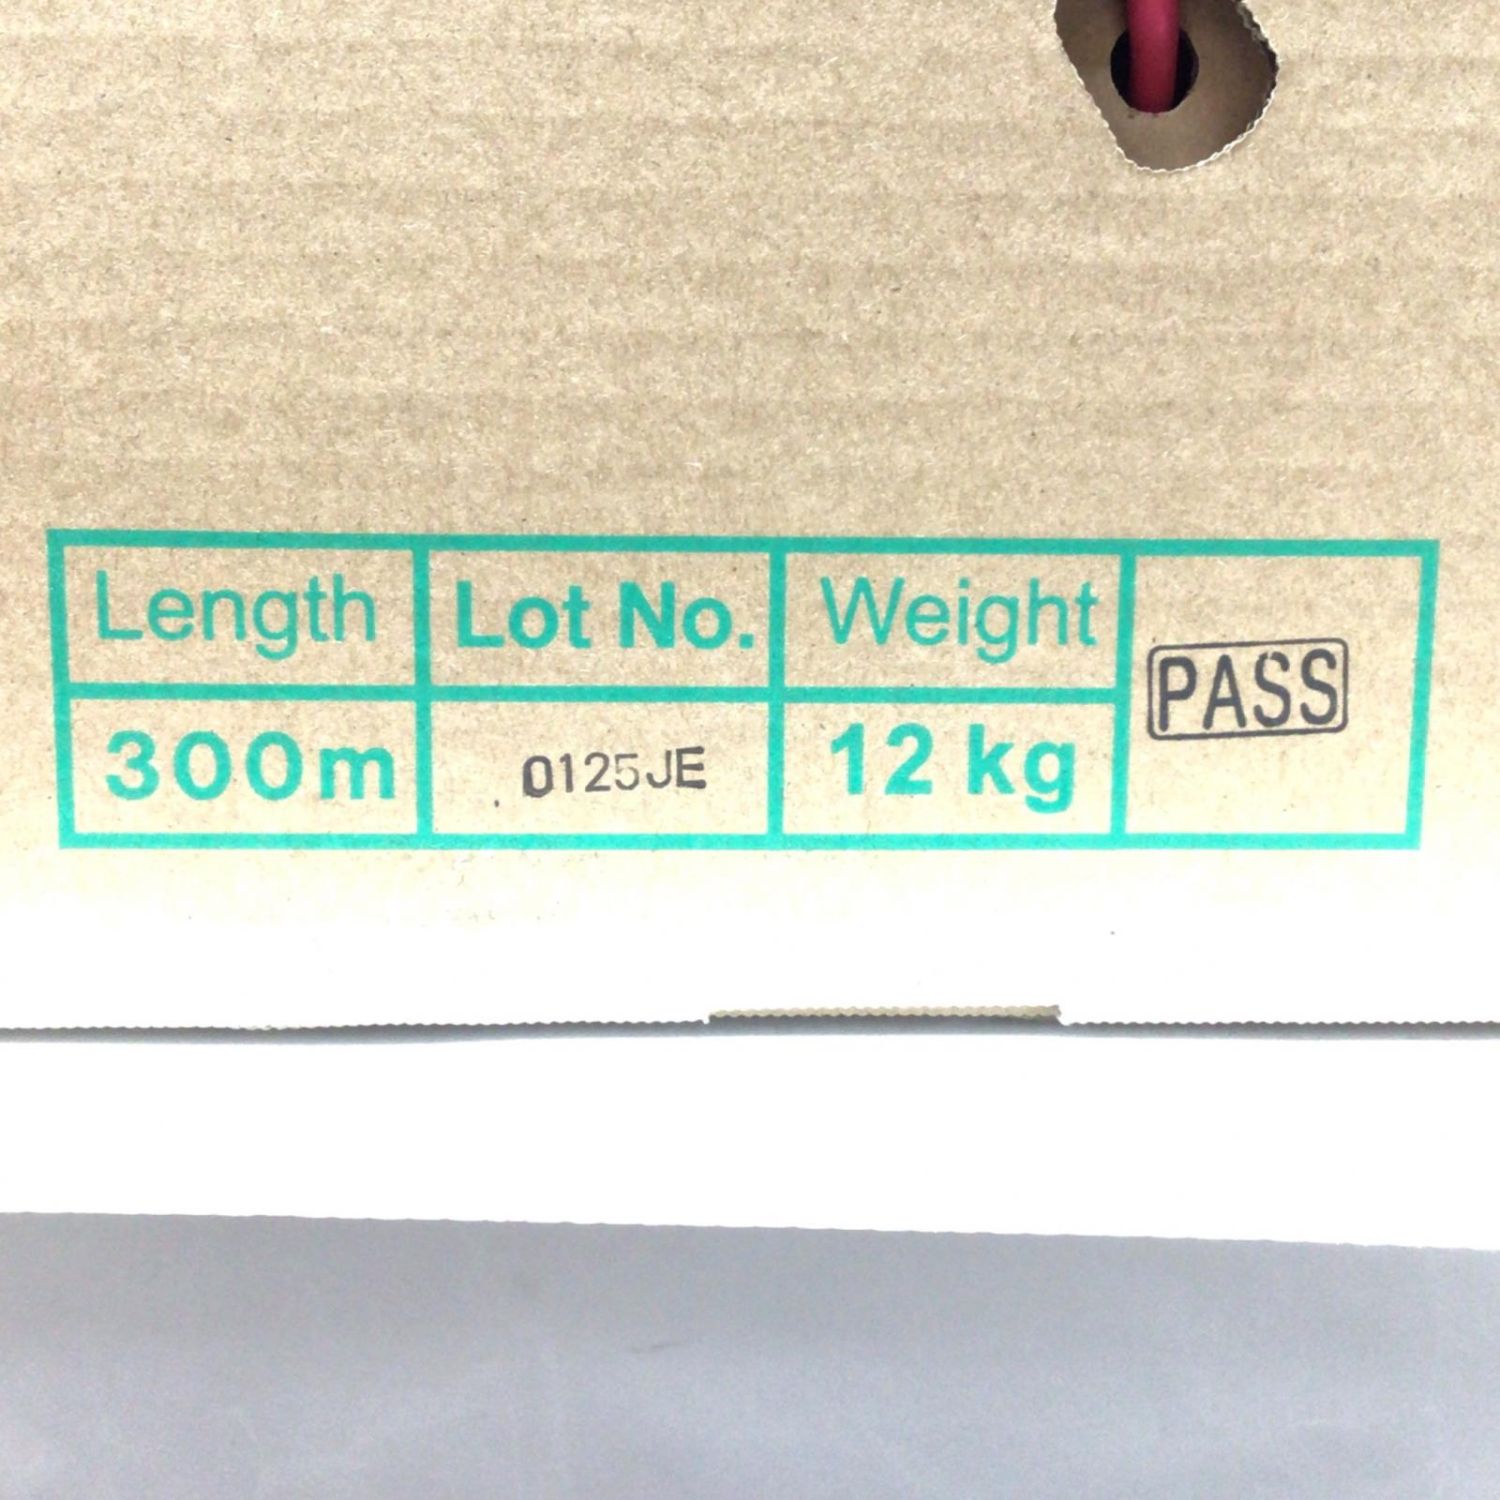 Length Lot No. Weight
PASS
300m 0125JE 12 kg